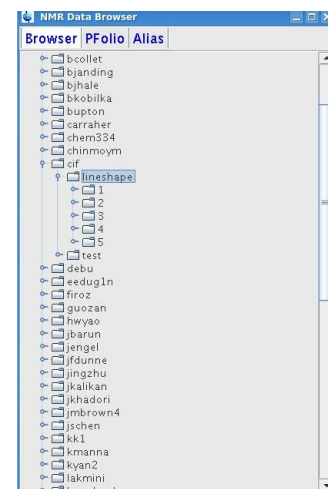 NMR Data Browser
Browser PFolio Alias
bcollet
bjanding
bjhale
bkobilka
bupton
carraher
chem334
chinmoym
cif
lineshape
1
2
3
4
5
test
debu
eedug1n
firoz
guozan
hwyao
jbarun
jengel
jfdunne
jingzhu
jkalikan
jkhadori
jmbrown4
jschen
kk1
kmanna
kyan2
lakmini